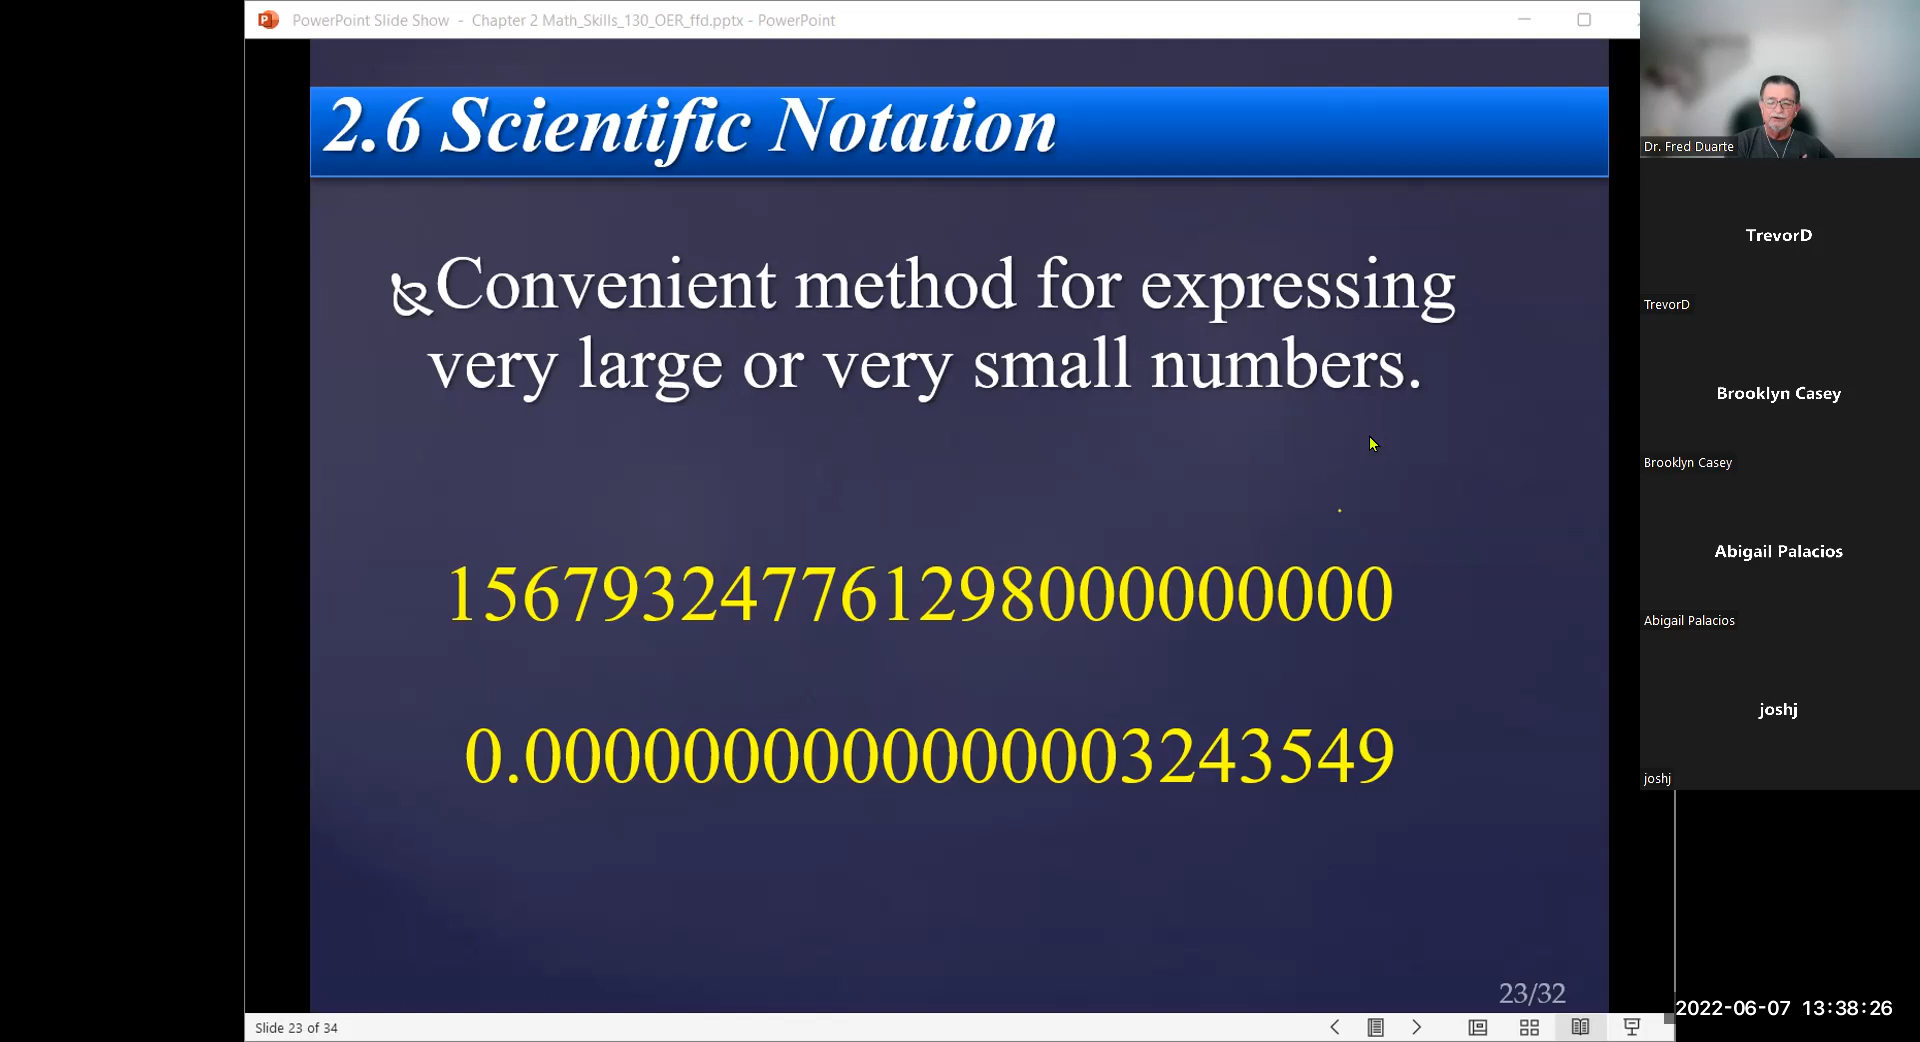 PowerPoint Slide Show - Chapter 2 Math_Skills_130_OER_ffd.pptx - PowerPoint
2.6 Scientific Notation
Convenient method for expressing
very large or very small numbers.
156793247761298000000000
0.0000000000000003243549
23/32
Slide 23 of 34
Dr. Fred Duarte
TrevorD
TrevorD
Brooklyn Casey
Brooklyn Casey
Abigail Palacios
Abigail Palacios
joshj
joshj
2022-06-07 13:38:26